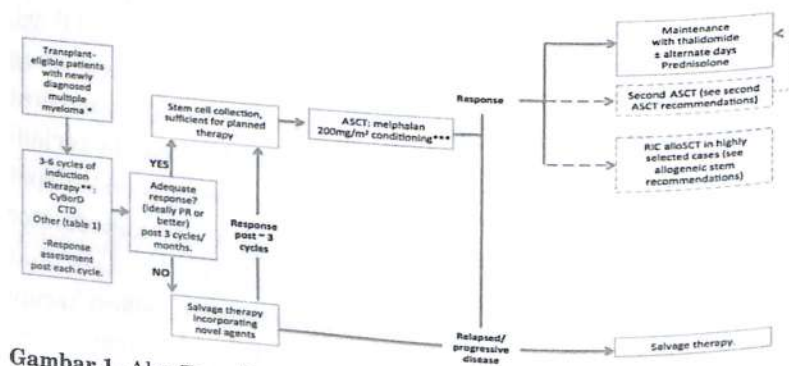 Transplant-
eligible patients
with newly
diagnosed
multiple
myeloma *
3-6 cycles of
induction
therapy**:
CyBorD
CTD
Other (table 1)
-Response
assessment
post each cycle.
YES
Adequate
response?
(ideally PR or
better)
post 3 cycles/
months.
NO
Stem cell collection,
sufficient for planned
therapy
Response
post ~ 3
cycles
Salvage therapy
incorporating
novel agents
ASCT: melphalan
200mg/m² conditioning***
Response
Relapsed/
progressive
disease
Maintenance
with thalidomide
± alternate days
Prednisolone
Second ASCT (see second
ASCT recommendations)
RIC alloSCT in highly
selected cases (see
allogeneic stem
recommendations)
Salvage therapy.
Gambar 1.